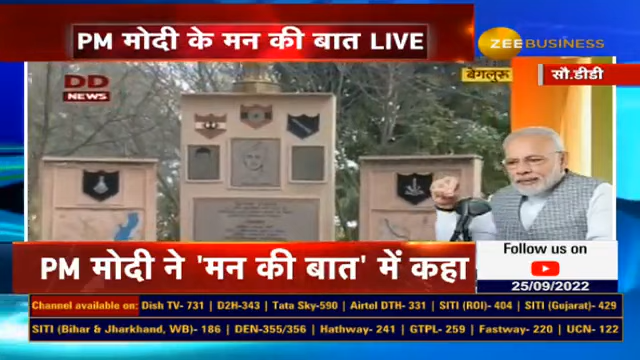 PM मोदी के मन की बात LIVE
ZEE BUSINESS
DD
NEWS
बेंगलुरू
सौ.डीडी
PM मोदी ने 'मन की बात' में कहा
Follow us on
25/09/2022
Channel available on: Dish TV- 731 | D2H-343 | Tata Sky-590 | Airtel DTH- 331 | SITI (ROI)- 404 | SITI (Gujarat)- 429
SITI (Bihar & Jharkhand, WB)- 186 | DEN-355/356 | Hathway- 241 | GTPL- 259 | Fastway- 220 | UCN- 122